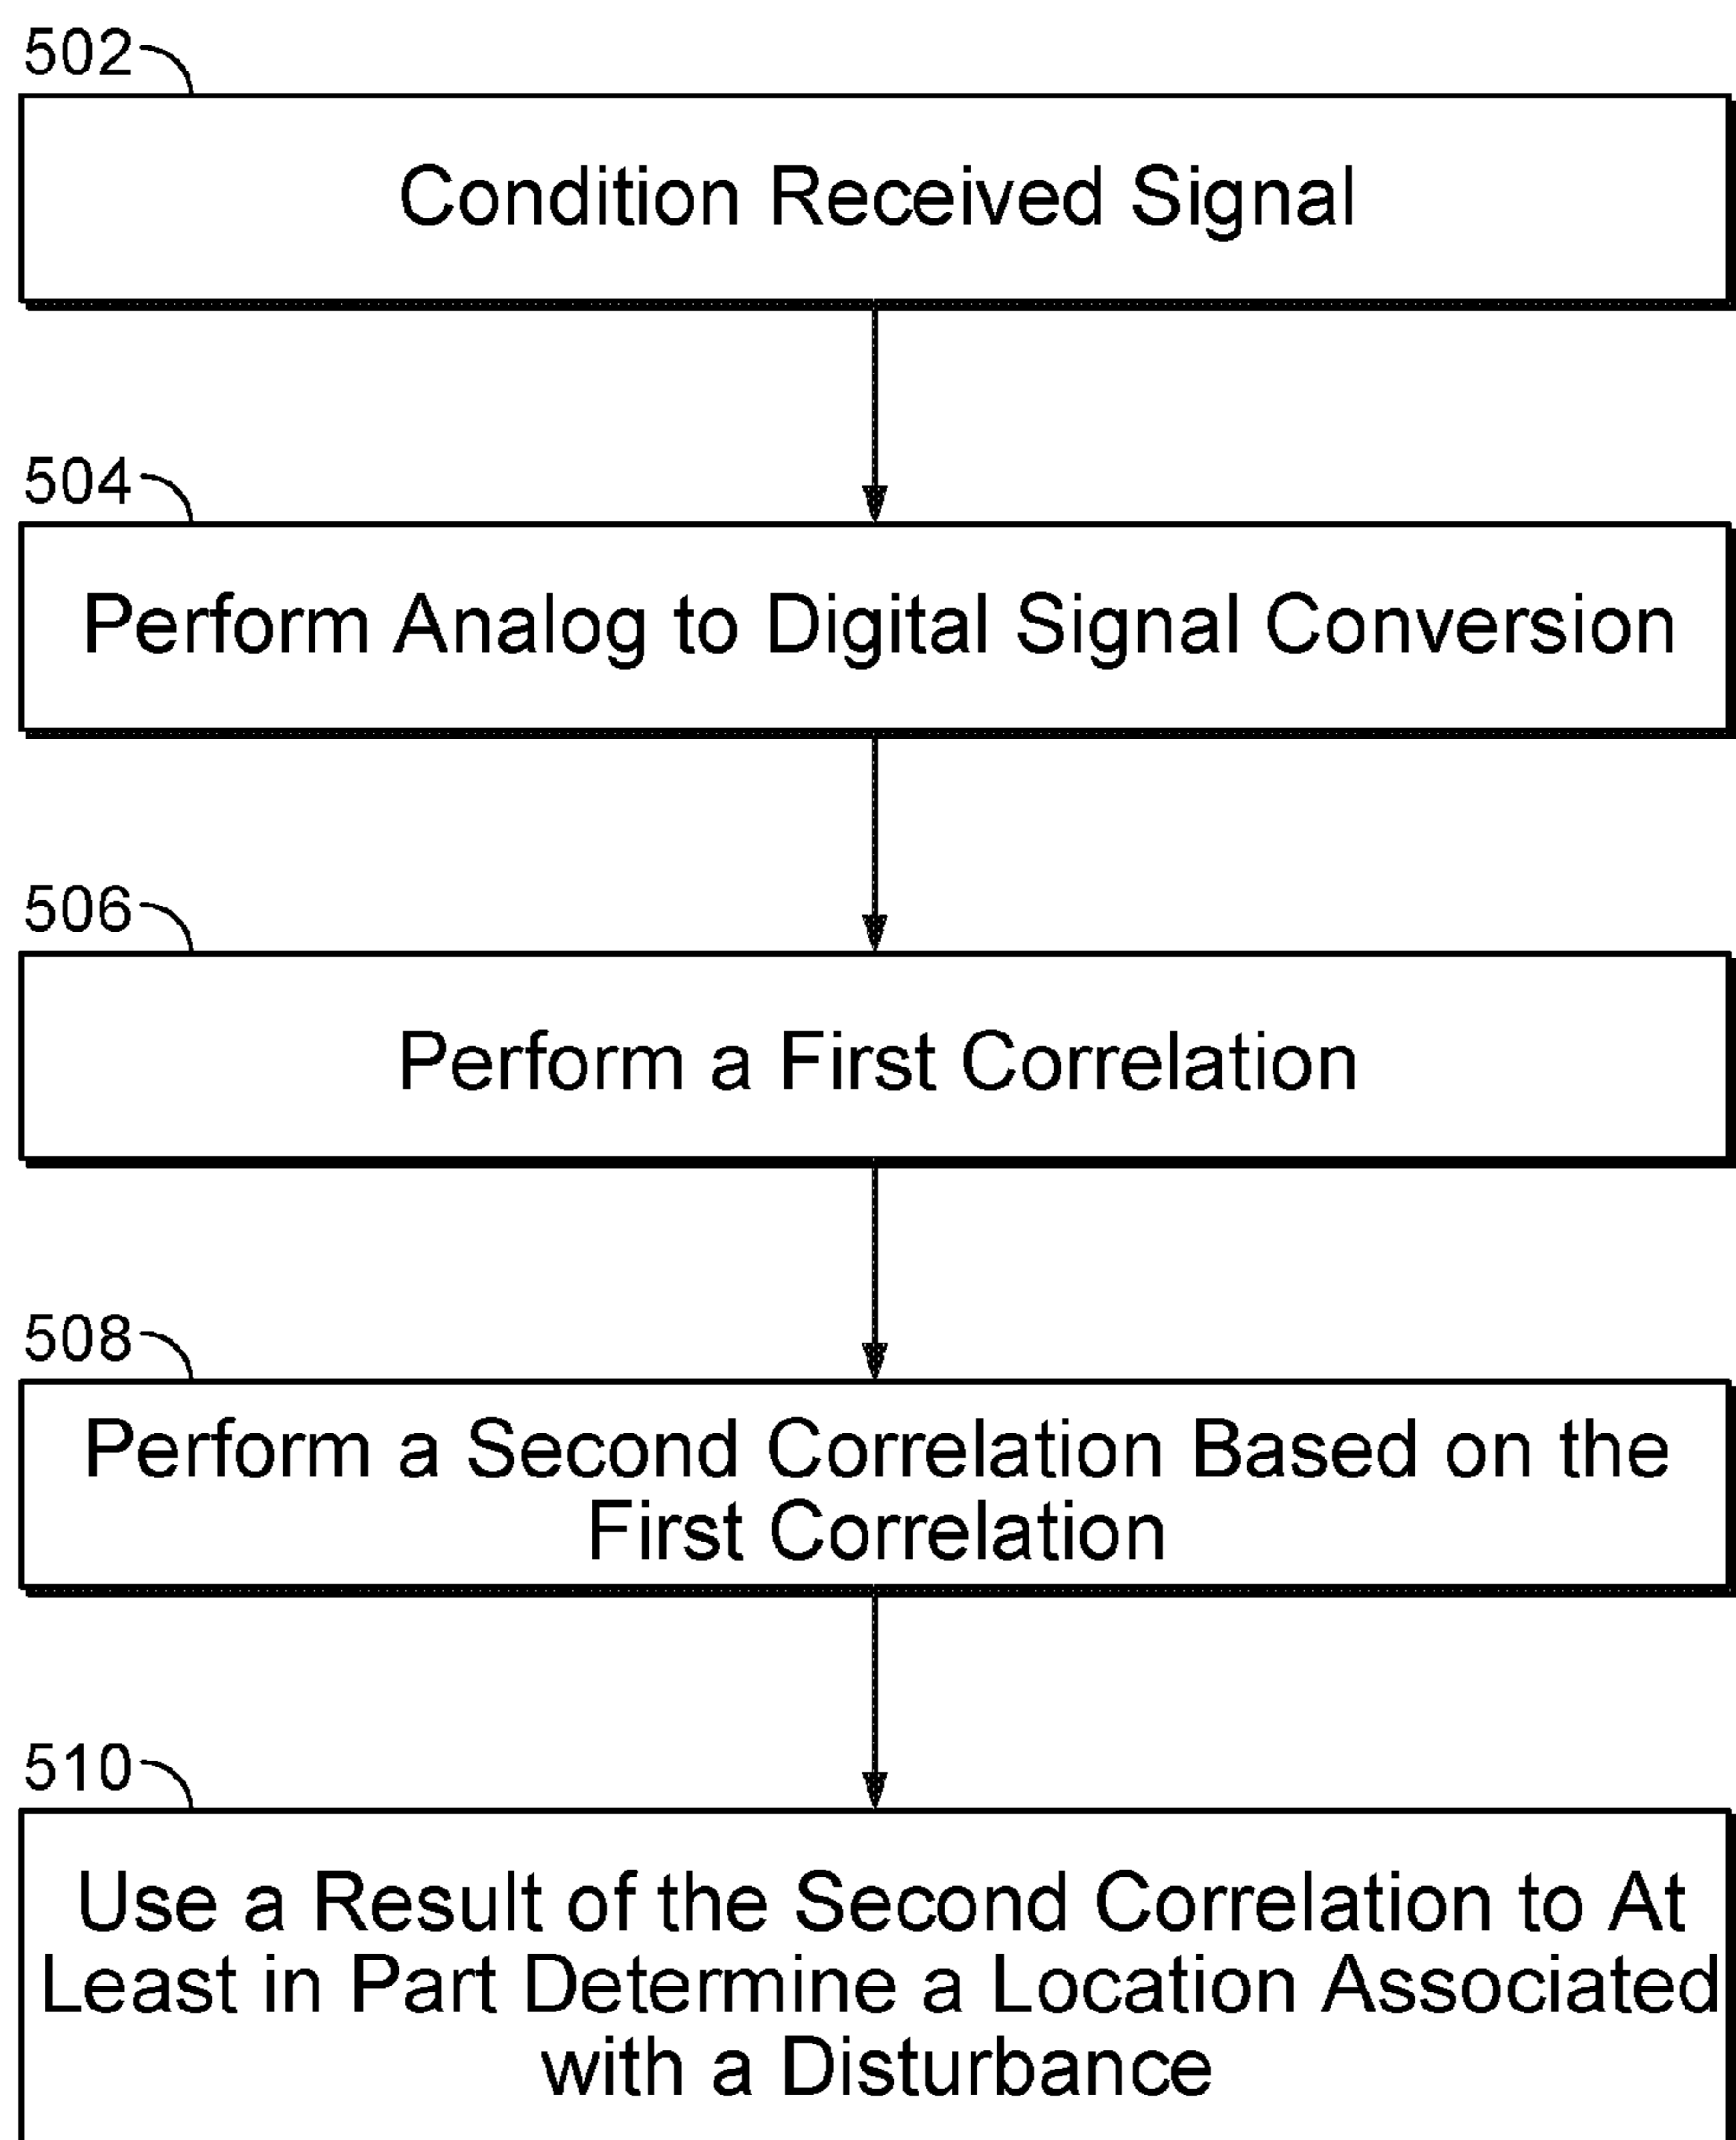 502
Condition Received Signal
504
Perform Analog to Digital Signal Conversion
506
Perform a First Correlation
508
Perform a Second Correlation Based on the
First Correlation
510
Use a Result of the Second Correlation to At
Least in Part Determine a Location Associated
with a Disturbance